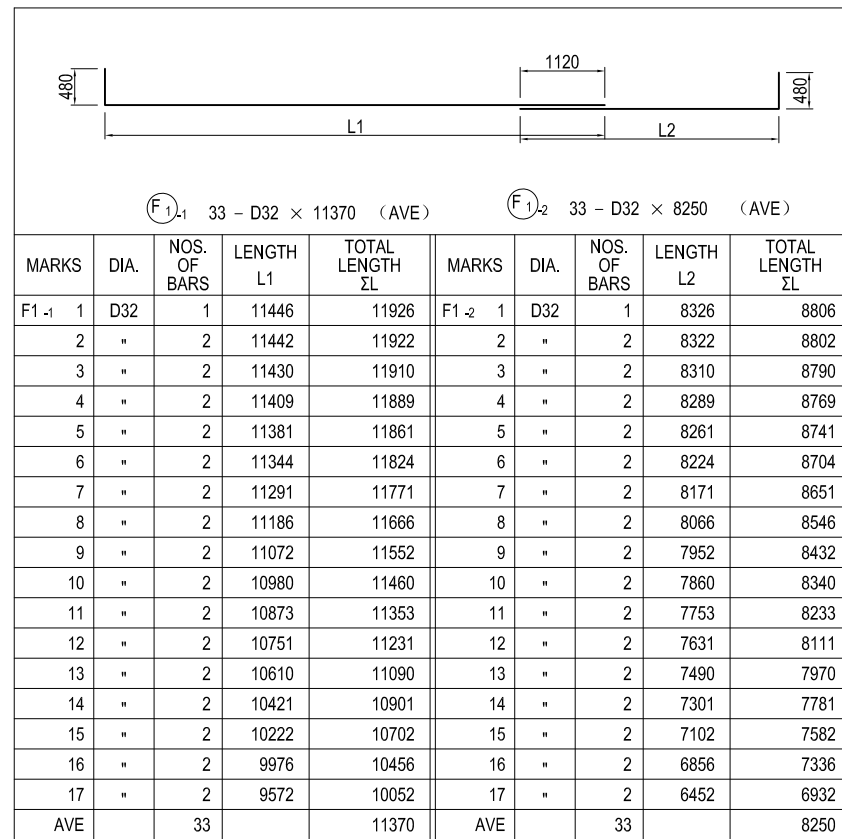 1120
480
480
L1
L2
F1-1 33 – D32 × 11370 (AVE)
F1-2 33 – D32 × 8250 (AVE)
MARKS DIA. NOS. OF BARS LENGTH L1 TOTAL LENGTH ΣL MARKS DIA. NOS. OF BARS LENGTH L2 TOTAL LENGTH ΣL
F1-1 1 D32 1 11446 11926 F1-2 1 D32 1 8326 8806
2 " 2 11442 11922 2 " 2 8322 8802
3 " 2 11430 11910 3 " 2 8310 8790
4 " 2 11409 11889 4 " 2 8289 8769
5 " 2 11381 11861 5 " 2 8261 8741
6 " 2 11344 11824 6 " 2 8224 8704
7 " 2 11291 11771 7 " 2 8171 8651
8 " 2 11186 11666 8 " 2 8066 8546
9 " 2 11072 11552 9 " 2 7952 8432
10 " 2 10980 11460 10 " 2 7860 8340
11 " 2 10873 11353 11 " 2 7753 8233
12 " 2 10751 11231 12 " 2 7631 8111
13 " 2 10610 11090 13 " 2 7490 7970
14 " 2 10421 10901 14 " 2 7301 7781
15 " 2 10222 10702 15 " 2 7102 7582
16 " 2 9976 10456 16 " 2 6856 7336
17 " 2 9572 10052 17 " 2 6452 6932
AVE 33 11370 AVE 33 8250